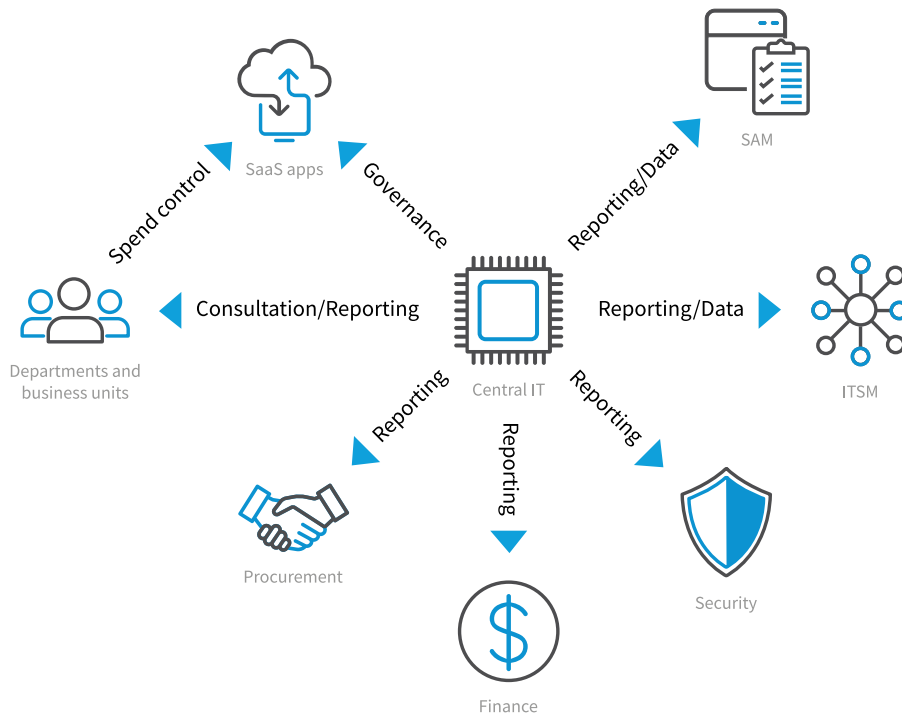 SAM
SaaS apps
Spend control
Governance
Reporting/Data
Consultation/Reporting
Reporting/Data
Departments and
business units
Central IT
ITSM
Reporting
Reporting
Reporting
Procurement
Security
Finance